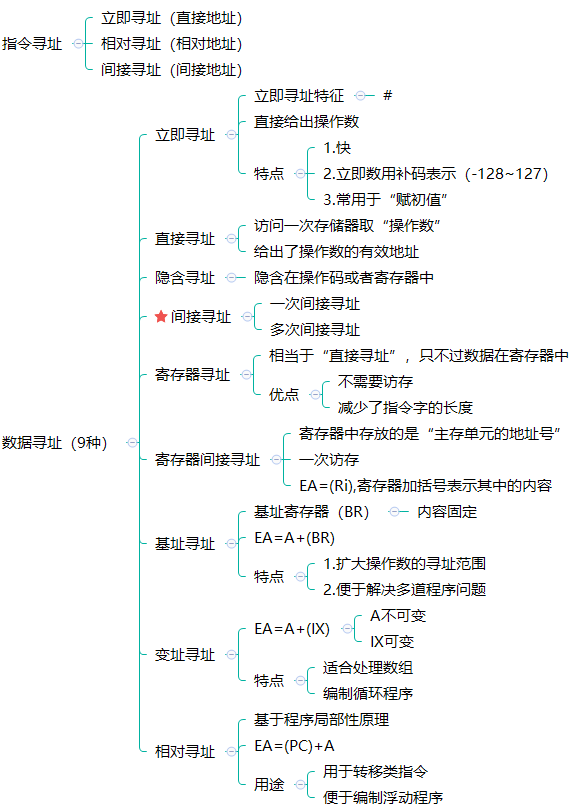 指令寻址
立即寻址（直接地址）
相对寻址（相对地址）
间接寻址（间接地址）
数据寻址（9种）
立即寻址
立即寻址特征
#
直接给出操作数
特点
1.快
2.立即数用补码表示（-128~127）
3.常用于“赋初值”
直接寻址
访问一次存储器取“操作数”
给出了操作数的有效地址
隐含寻址
隐含在操作码或者寄存器中
间接寻址
一次间接寻址
多次间接寻址
寄存器寻址
相当于“直接寻址”，只不过数据在寄存器中
优点
不需要访存
减少了指令字的长度
寄存器间接寻址
寄存器中存放的是“主存单元的地址号”
一次访存
EA=(Ri),寄存器加括号表示其中的内容
基址寻址
基址寄存器（BR）
内容固定
EA=A+(BR)
特点
1.扩大操作数的寻址范围
2.便于解决多道程序问题
变址寻址
EA=A+(IX)
A不可变
IX可变
特点
适合处理数组
编制循环程序
相对寻址
基于程序局部性原理
EA=(PC)+A
用途
用于转移类指令
便于编制浮动程序